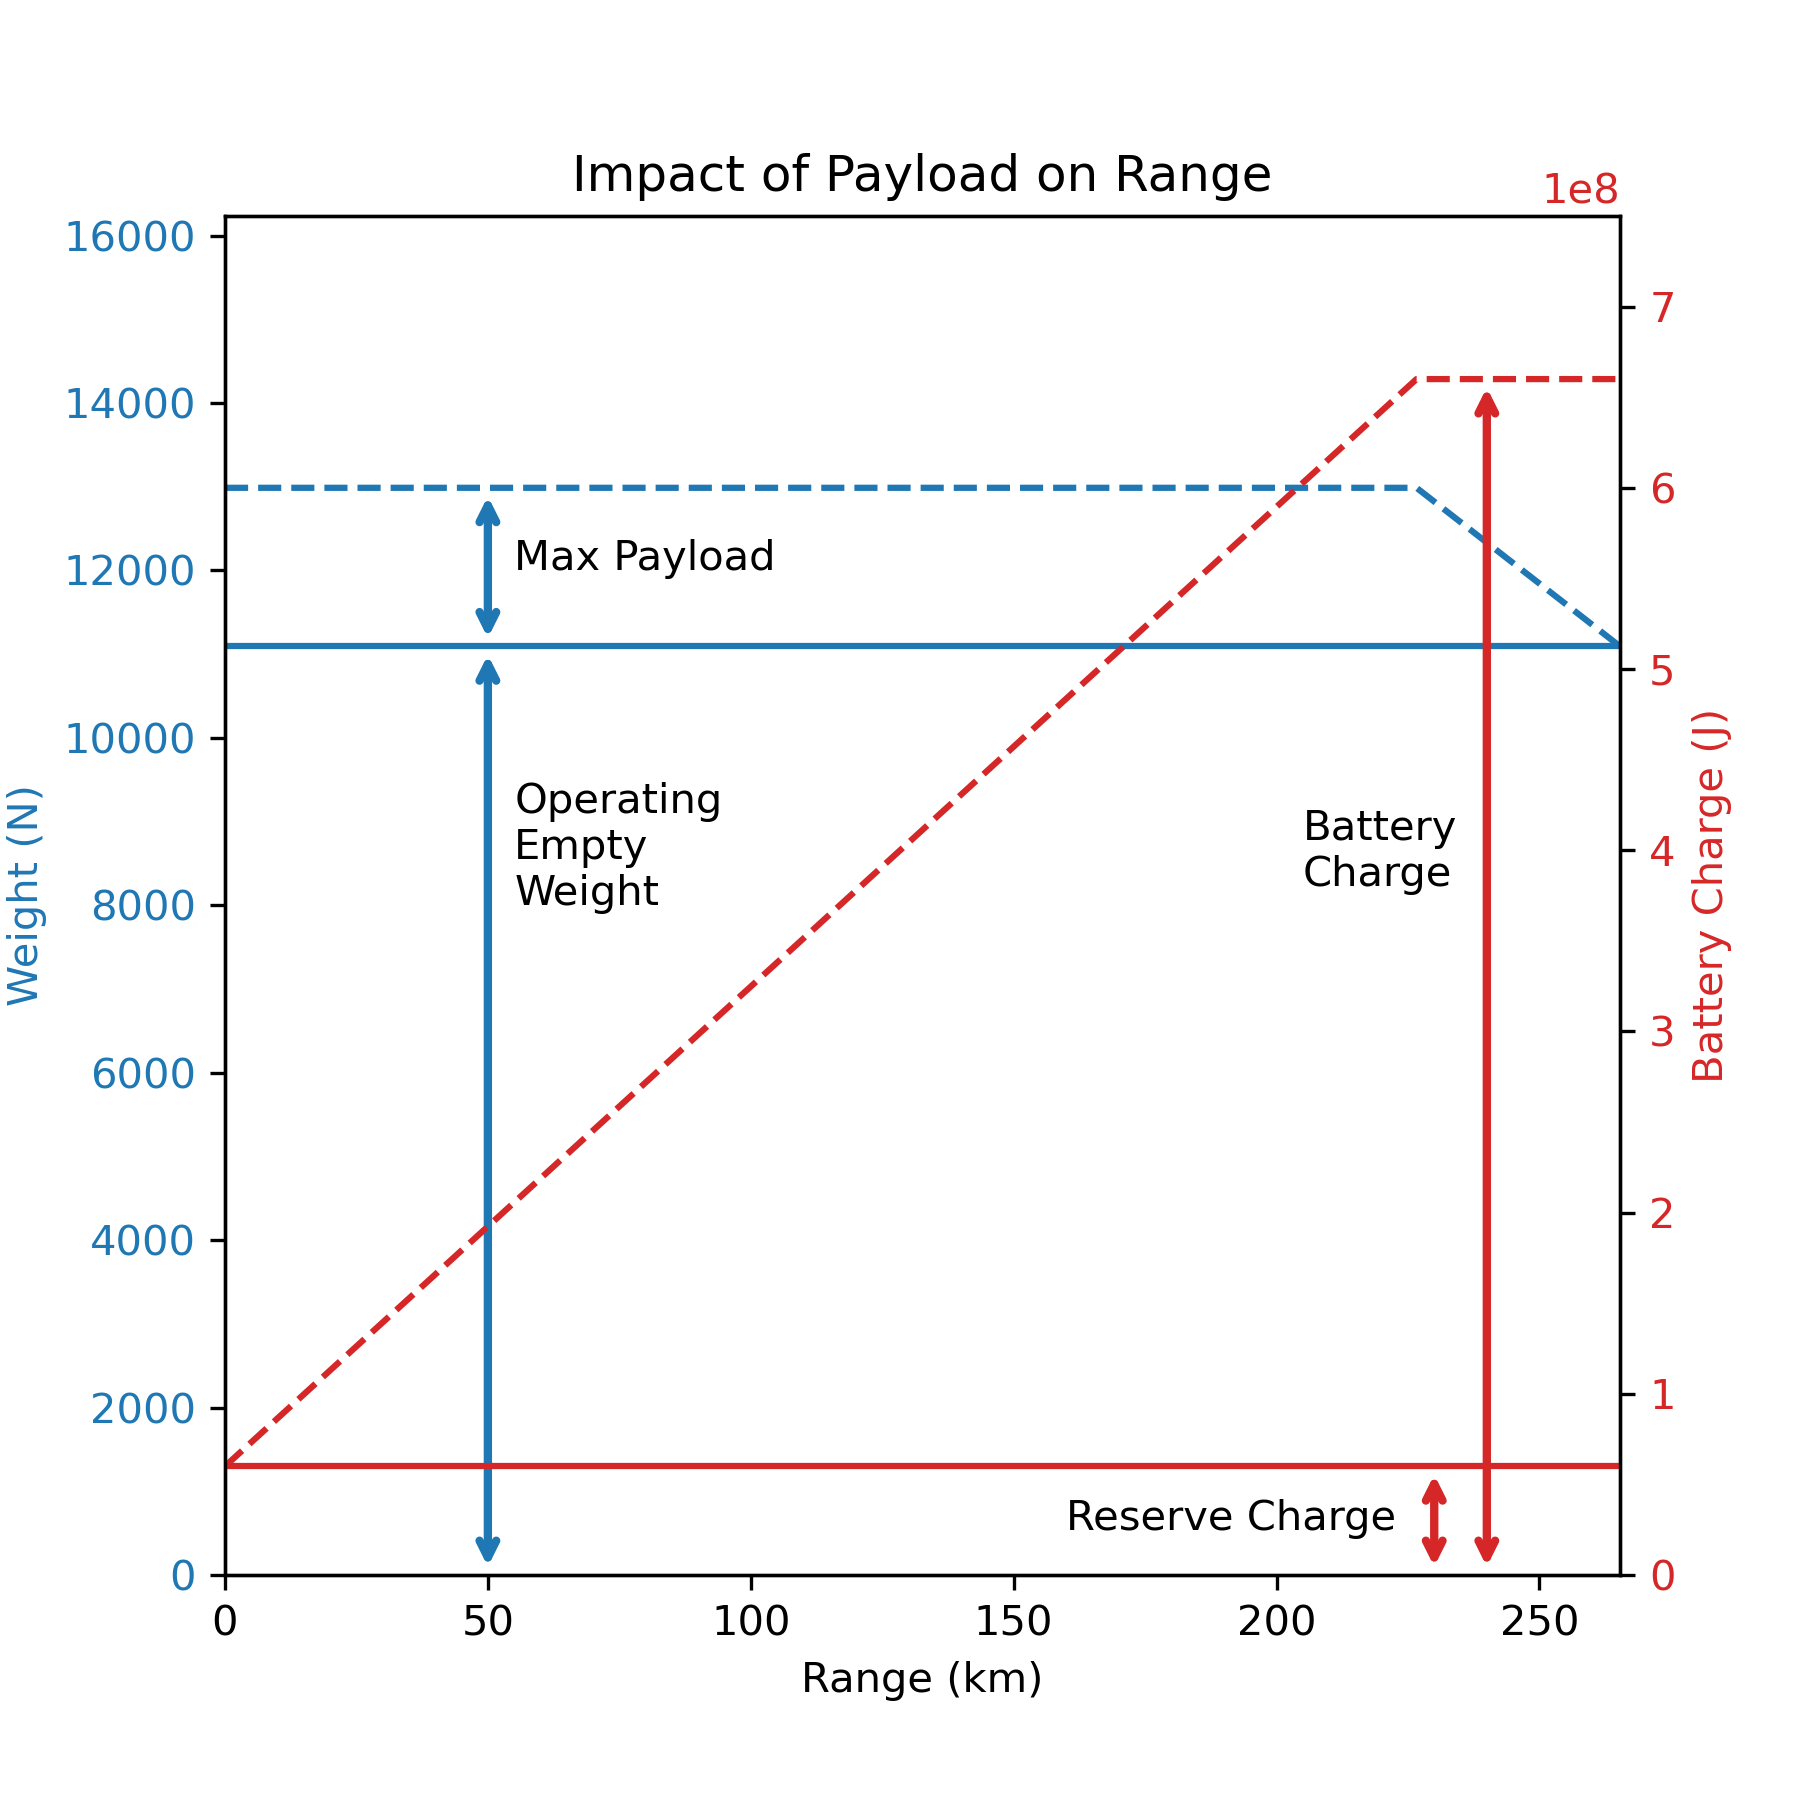 Impact of Payload on Range
1e8
16000
14000
12000
10000
8000
6000
4000
2000
0
Weight (N)
7
6
5
4
3
2
1
0
Battery Charge (J)
Max Payload
Operating
Empty
Weight
Battery
Charge
Reserve Charge
0 50 100 150 200 250
Range (km)